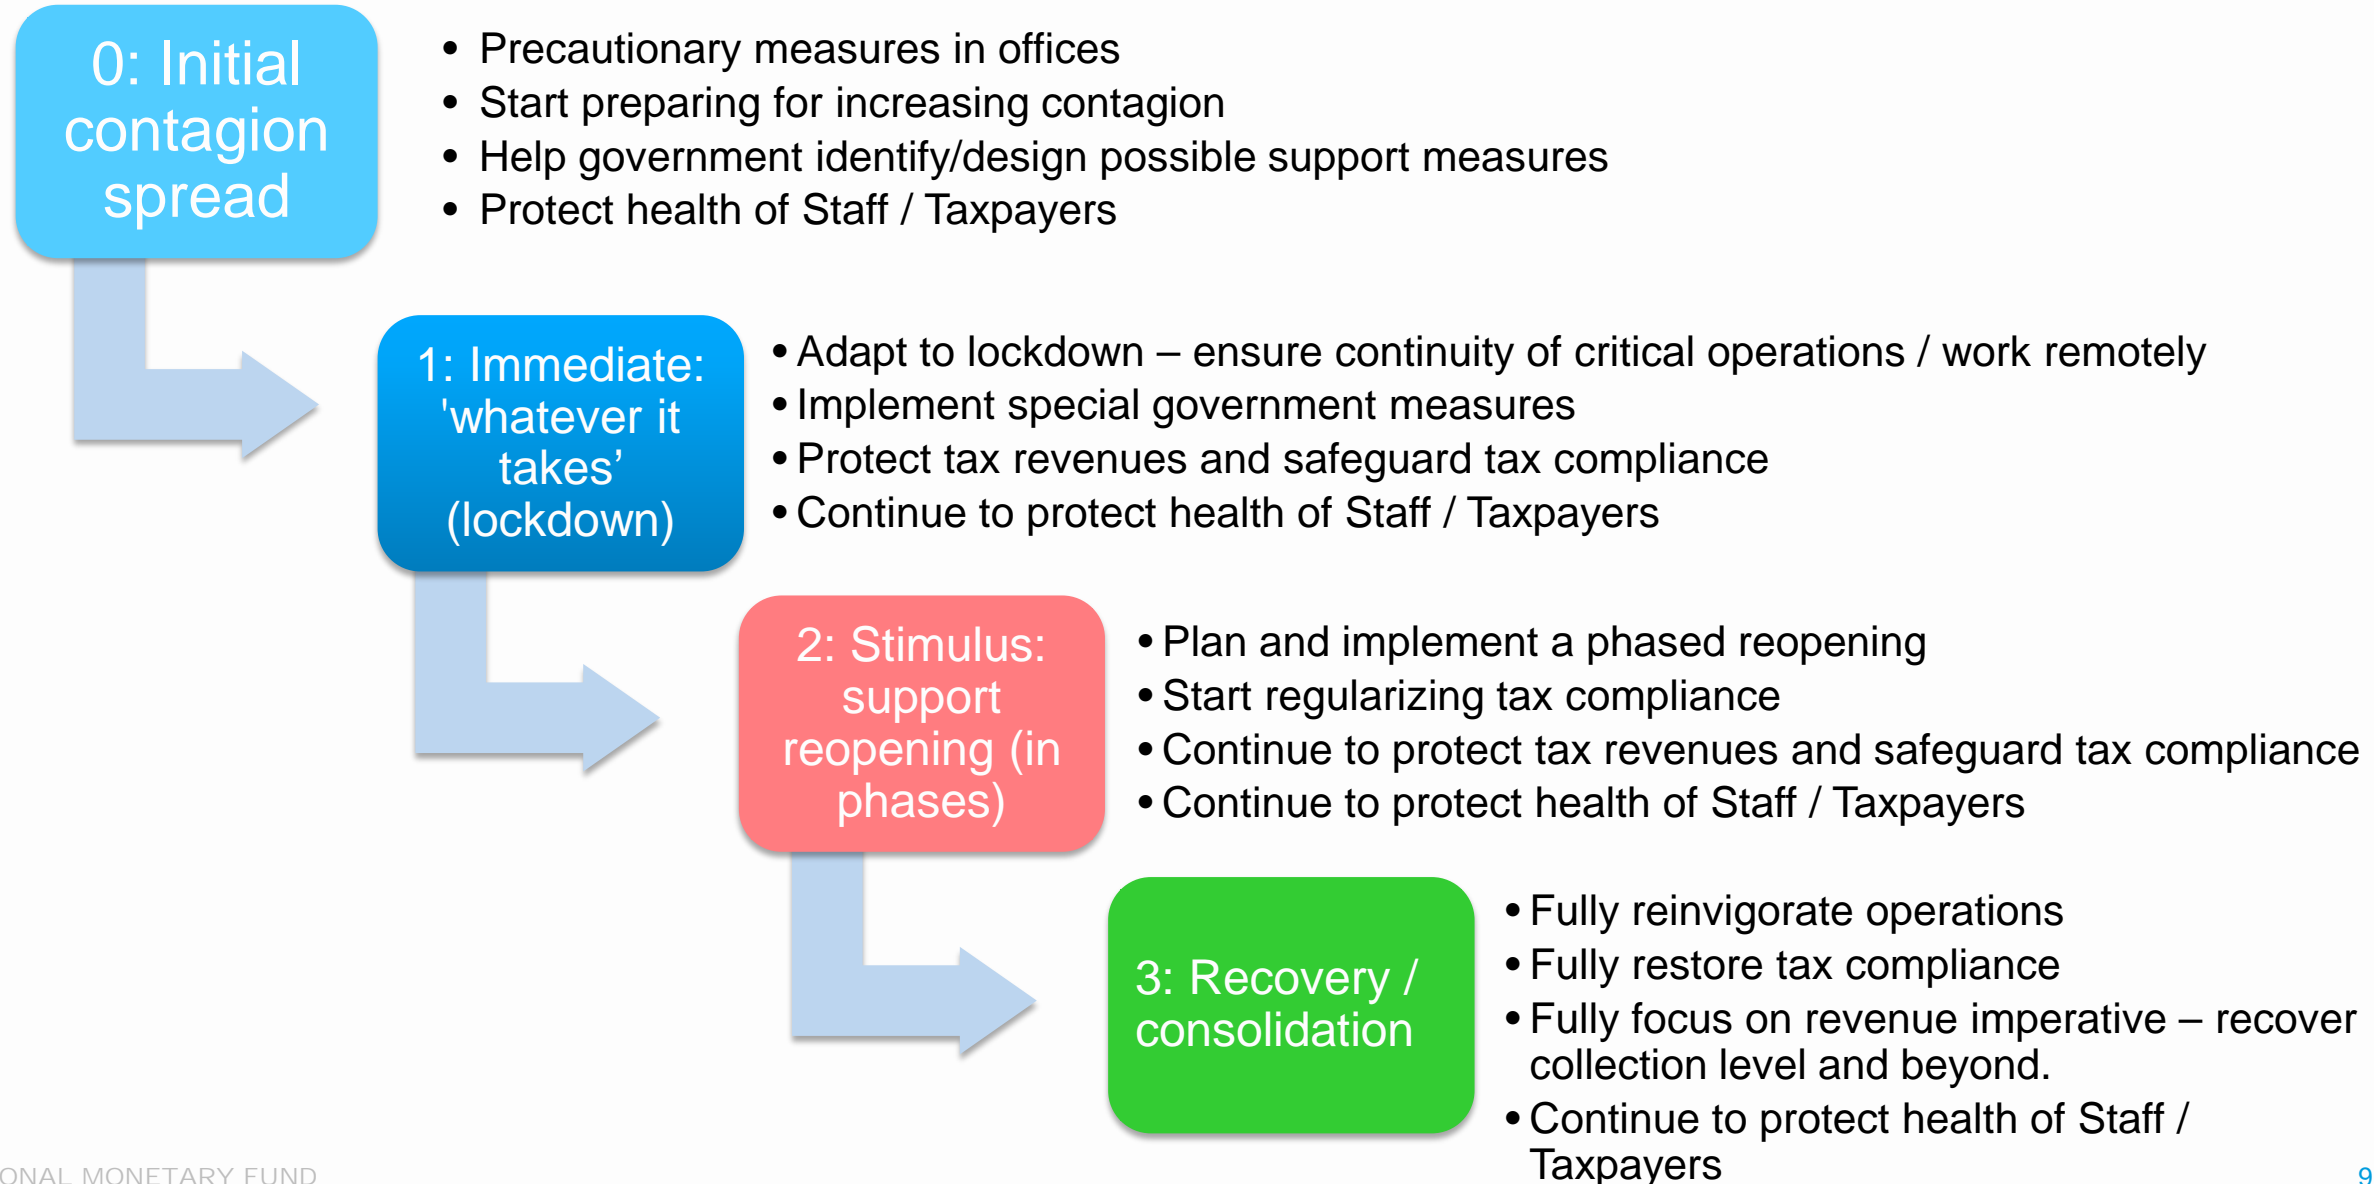 0: Initial
contagion
spread
• Precautionary measures in offices
• Start preparing for increasing contagion
• Help government identify/design possible support measures
• Protect health of Staff / Taxpayers
1: Immediate:
'whatever it
takes’
(lockdown)
• Adapt to lockdown – ensure continuity of critical operations / work remotely
• Implement special government measures
• Protect tax revenues and safeguard tax compliance
• Continue to protect health of Staff / Taxpayers
2: Stimulus:
support
reopening (in
phases)
• Plan and implement a phased reopening
• Start regularizing tax compliance
• Continue to protect tax revenues and safeguard tax compliance
• Continue to protect health of Staff / Taxpayers
3: Recovery /
consolidation
• Fully reinvigorate operations
• Fully restore tax compliance
• Fully focus on revenue imperative – recover
collection level and beyond.
• Continue to protect health of Staff /
Taxpayers
ONAL MONETARY FUND
9